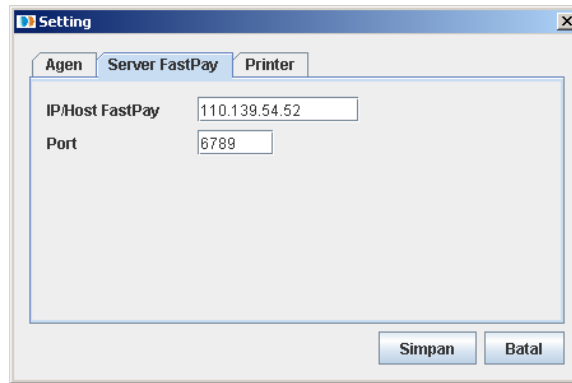 Setting
Agen Server FastPay Printer
IP/Host FastPay 110.139.54.52
Port 6789
Simpan Batal